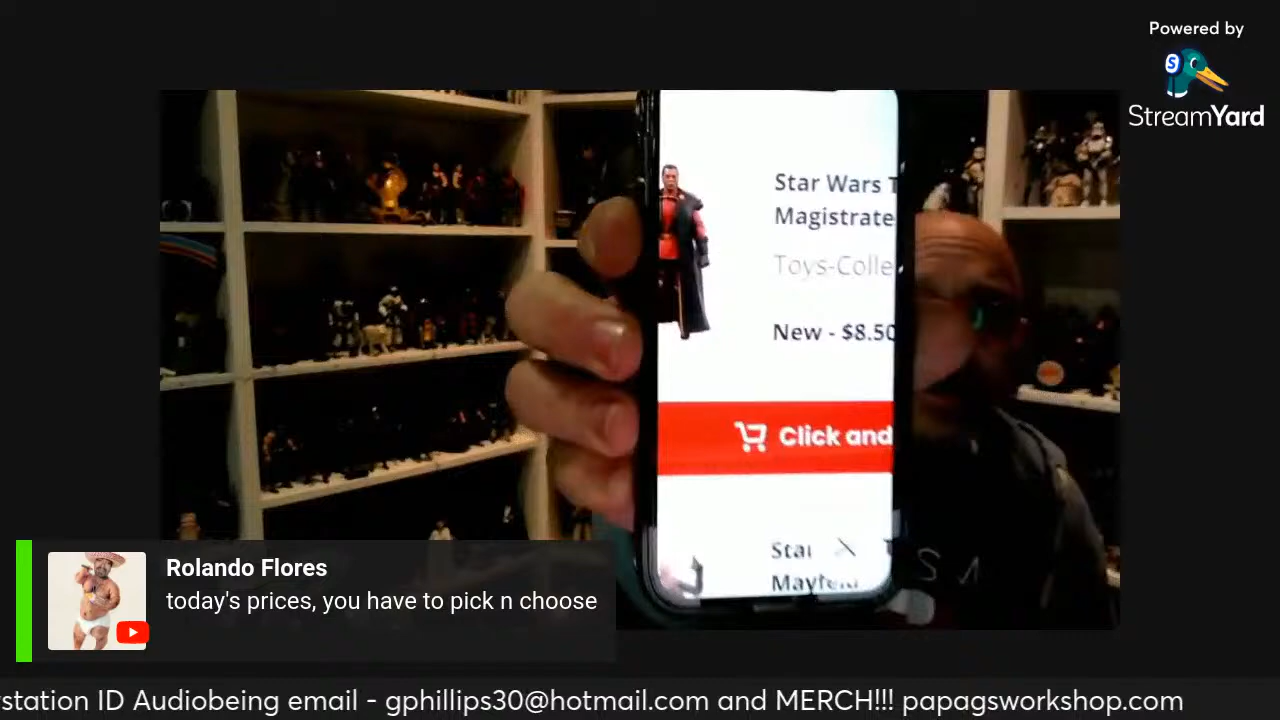 Powered by
StreamYard
Star Wars
Magistrate
Toys-Colle
New - $8.50
Click and
Star
Rolando Flores
today's prices, you have to pick n choose
station ID Audiobeing email - gphillips30@hotmail.com and MERCH!!! papagsworkshop.com